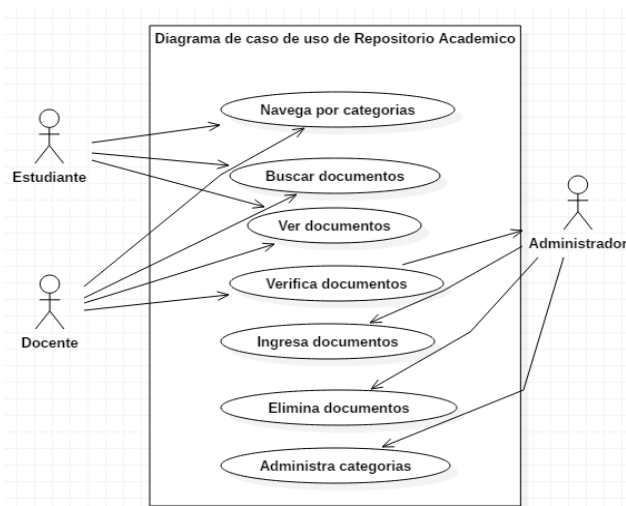 Diagrama de caso de uso de Repositorio Academico
Navega por categorias
Estudiante
Buscar documentos
Ver documentos
Administrador
Verifica documentos
Docente
Ingresa documentos
Elimina documentos
Administra categorias